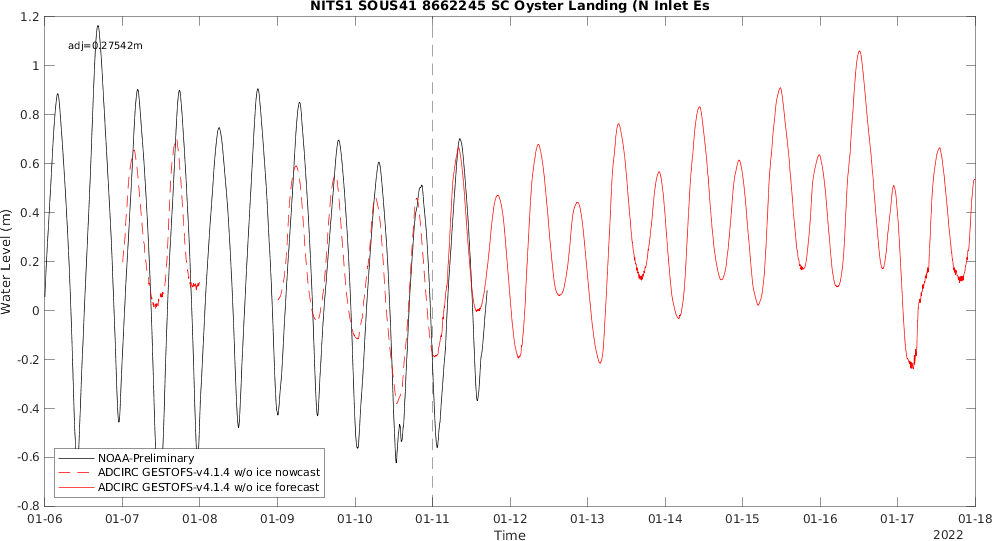 NITS1 SOUS41 8662245 SC Oyster Landing (N Inlet Es
adj=0.27542m
Water Level (m)
1.2
1
0.8
0.6
0.4
0.2
0
-0.2
-0.4
-0.6
-0.8
NOAA-Preliminary
ADCIRC GESTOFS-v4.1.4 w/o ice nowcast
ADCIRC GESTOFS-v4.1.4 w/o ice forecast
01-06 01-07 01-08 01-09 01-10 01-11 01-12 01-13 01-14 01-15 01-16 01-17 01-18
Time
2022